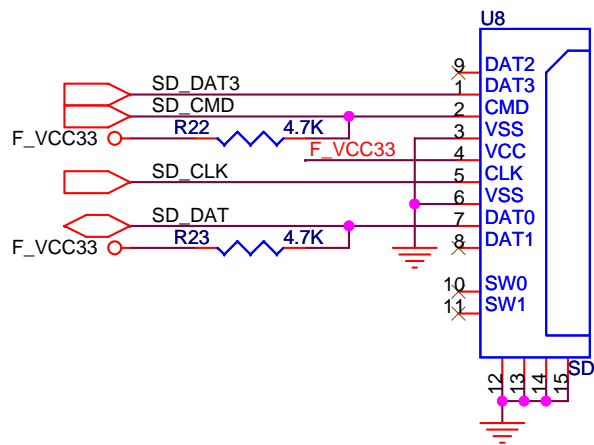 U8
9 DAT2
SD_DAT3 1 DAT3
SD_CMD 2 CMD
F_VCC33 R22 4.7K 3 VSS
F_VCC33 4 VCC
SD_CLK 5 CLK
6 VSS
SD_DAT 7 DAT0
F_VCC33 R23 4.7K 8 DAT1
10 SW0
11 SW1
12 13 14 15 SD